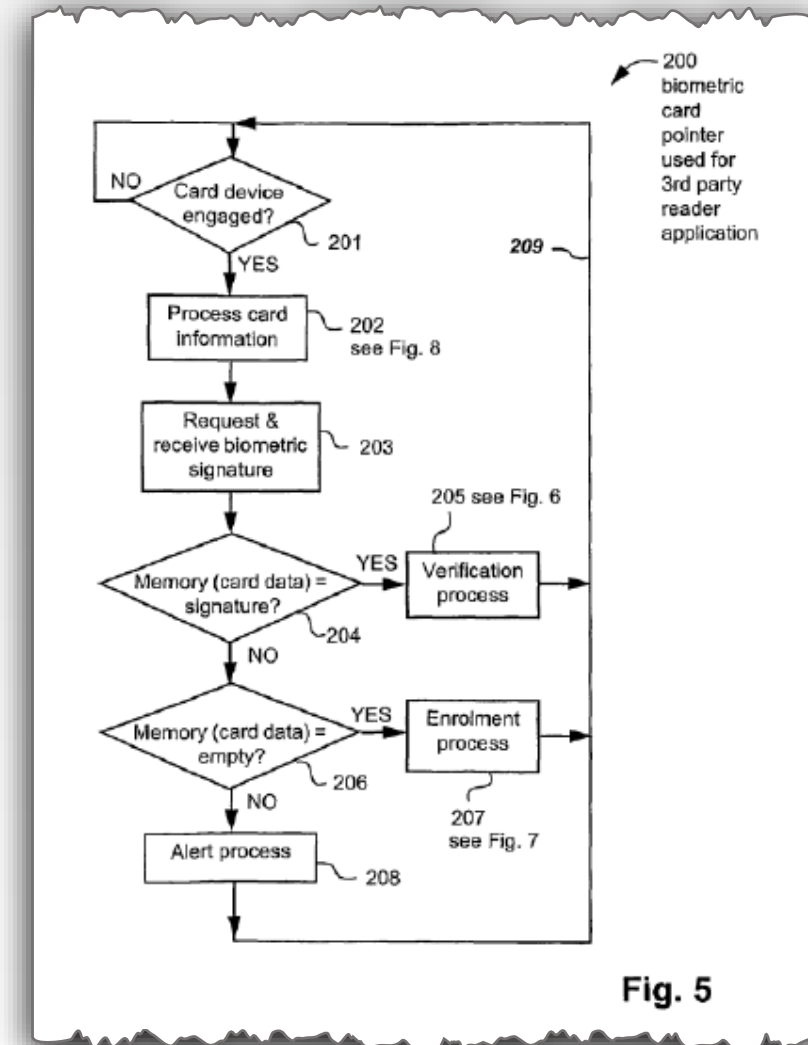 200
biometric
card
pointer
used for
3rd party
reader
application
NO
Card device
engaged?
201
209
YES
Process card
information
202
see Fig. 8
Request &
receive biometric
signature
203
205 see Fig. 6
YES
Memory (card data) =
signature?
Verification
process
204
NO
YES
Memory (card data) =
empty?
Enrolment
process
206
NO
207
see Fig. 7
Alert process
208
Fig. 5